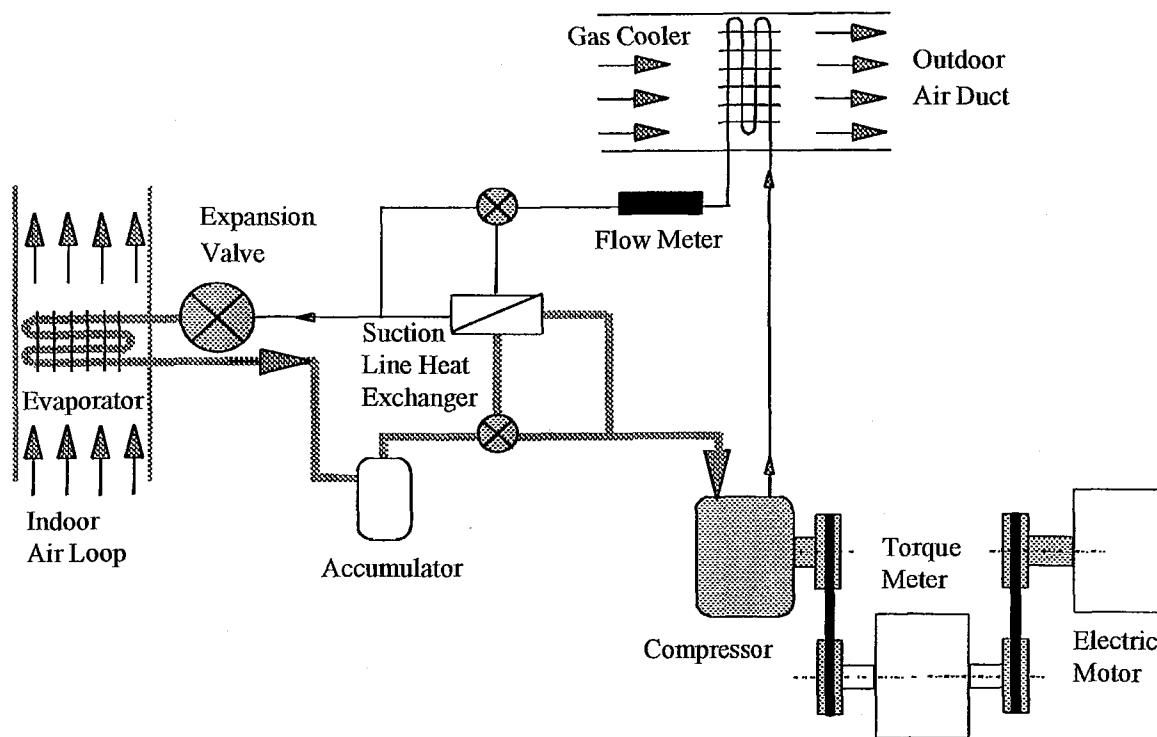 Gas Cooler
Outdoor
Air Duct
Expansion
Valve
Flow Meter
Suction
Line Heat
Exchanger
Evaporator
Indoor
Air Loop
Accumulator
Torque
Meter
Compressor
Electric
Motor